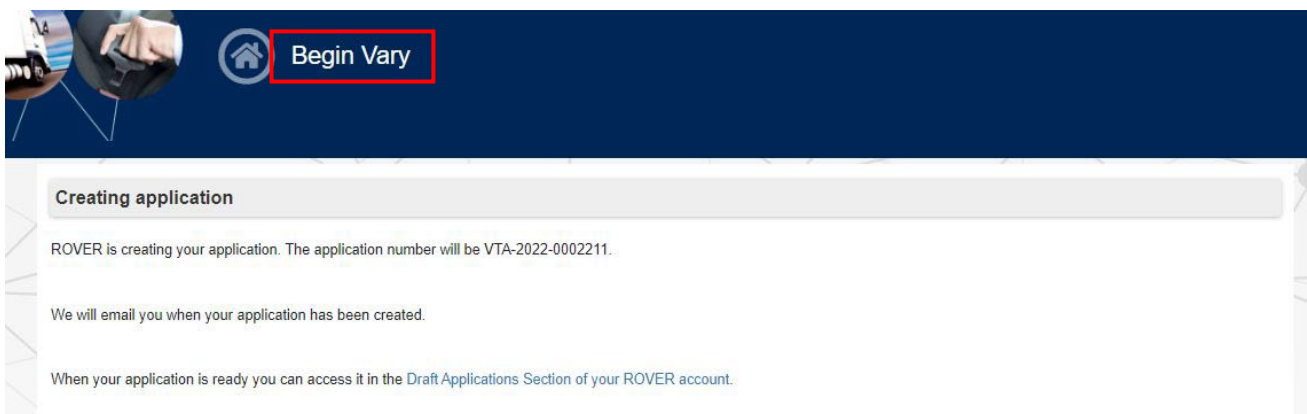 Begin Vary
Creating application
ROVER is creating your application. The application number will be VTA-2022-0002211.
We will email you when your application has been created.
When your application is ready you can access it in the Draft Applications Section of your ROVER account.